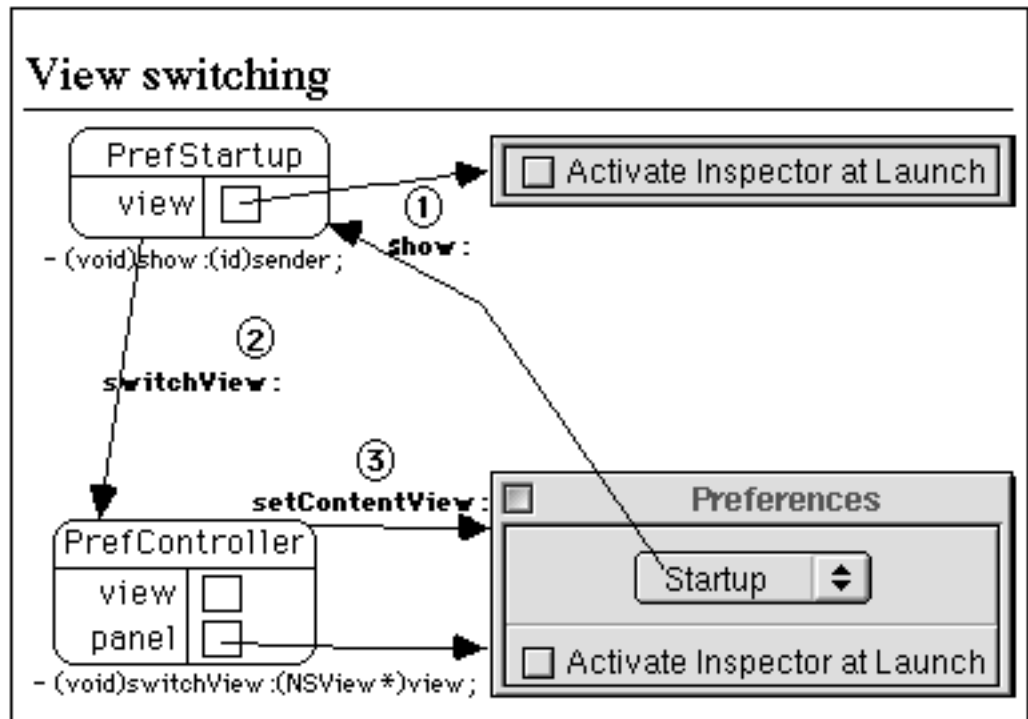 View switching
PrefStartup
view
- (void)show:(id)sender;
Activate Inspector at Launch
1
show:
2
switchView:
3
setContentView:
PrefController
view
panel
- (void)switchView:(NSView*)view;
Preferences
Startup
Activate Inspector at Launch